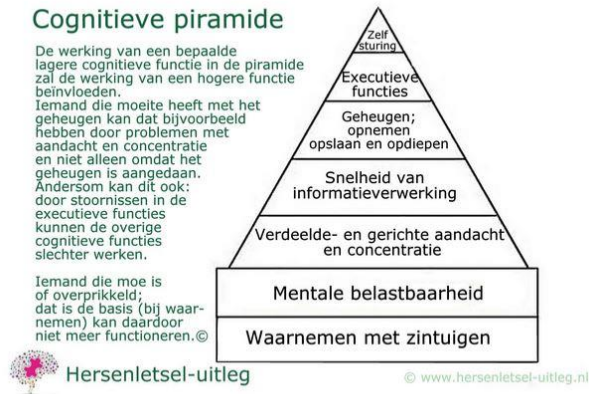 Cognitieve piramide
De werking van een bepaalde
lagere cognitieve functie in de piramide
zal de werking van een hogere functie
beïnvloeden.
Iemand die moeite heeft met het
geheugen kan dat bijvoorbeeld
hebben door problemen met
aandacht en concentratie
en niet alleen omdat het
geheugen is aangedaan.
Andersom kan dit ook:
door stoornissen in de
executieve functies
kunnen de overige
cognitieve functies
slechter werken.
Iemand die moe is
of overprikkeld;
dat is de basis (bij waar-
nemen) kan daardoor
niet meer functioneren.©
Zelf
sturing
Executieve
functies
Geheugen;
opnemen
opslaan en opdiepen
Snelheid van
informatieverwerking
Verdeelde- en gerichte aandacht
en concentratie
Mentale belastbaarheid
Waarnemen met zintuigen
Hersenletsel-uitleg
© www.hersenletsel-uitleg.nl